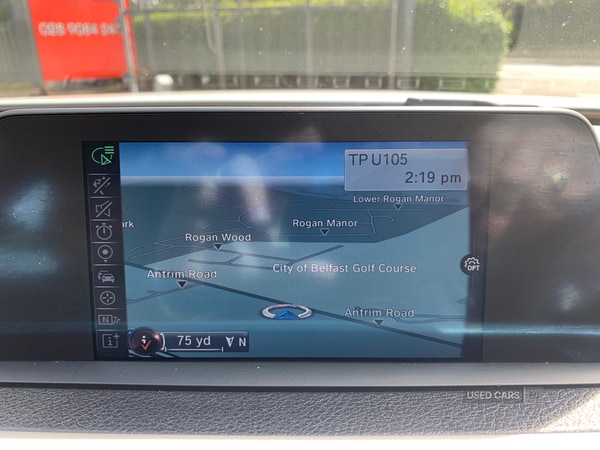 028 9084
TP U105
2:19 pm
Lower Rogan Manor
ark
Rogan Manor
Rogan Wood
Antrim Road
City of Belfast Golf Course
OPT
Antrim Road
75 yd
N
N
USED CARS